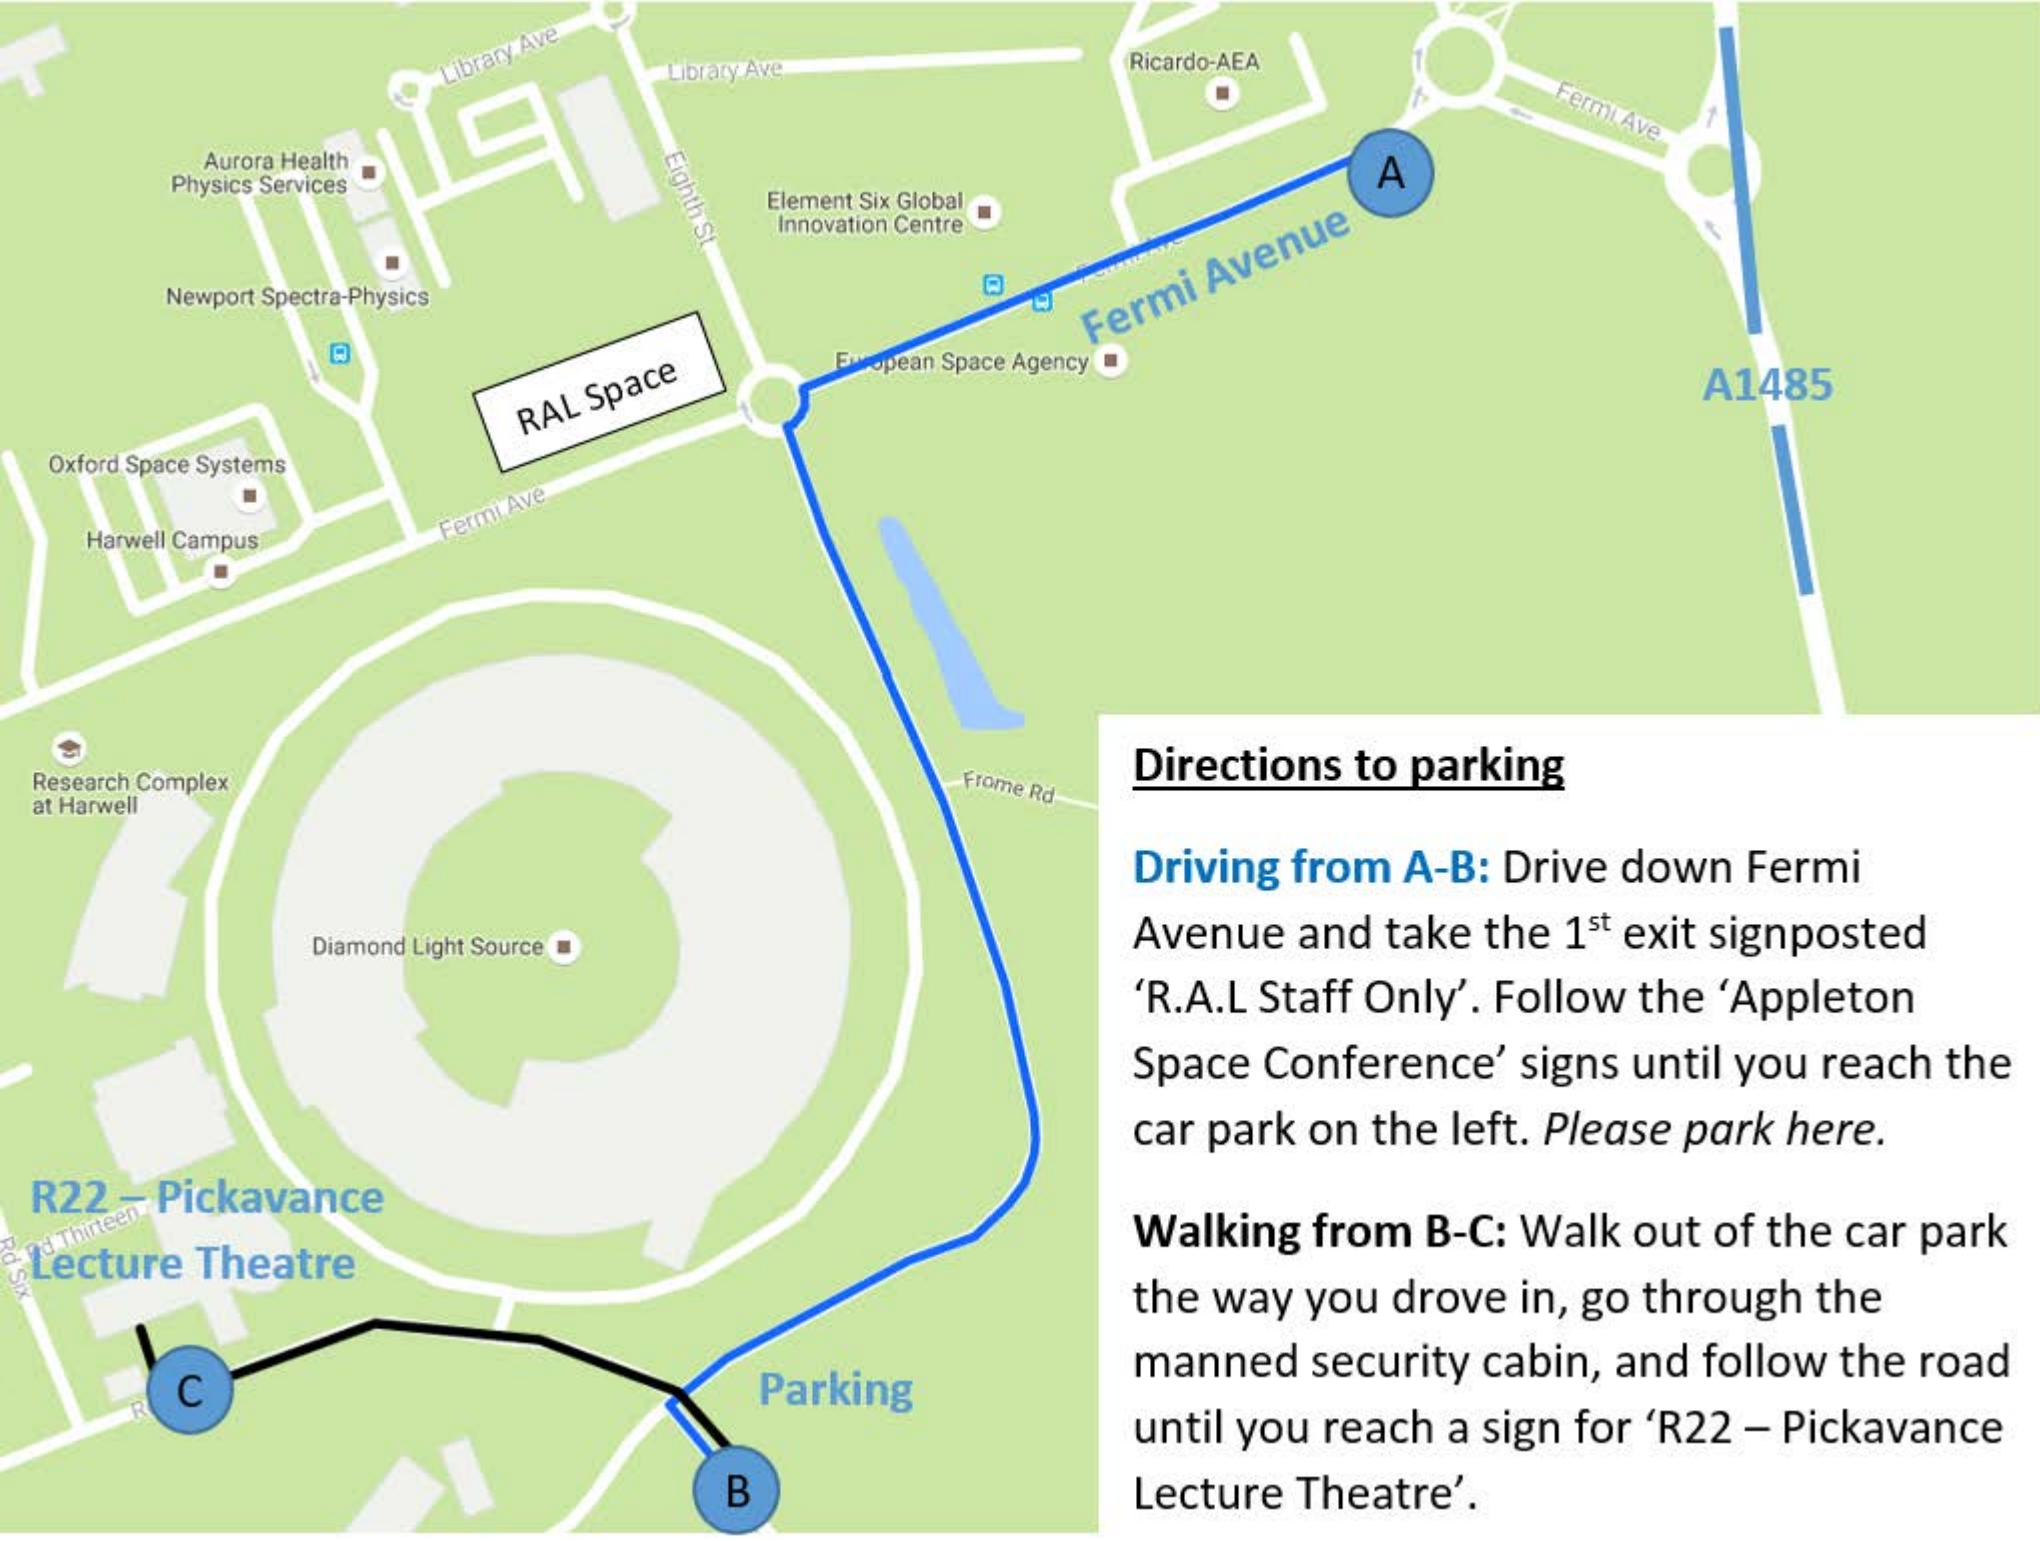 Library Ave
Library Ave
Ricardo-AEA
Fermi Ave
Aurora Health
Physics Services
Eighth St
A
Element Six Global
Innovation Centre
Fermi Ave
Fermi Avenue
Newport Spectra-Physics
European Space Agency
RAL Space
A1485
Oxford Space Systems
Fermi Ave
Harwell Campus
Research Complex
at Harwell
Frome Rd
Diamond Light Source
R22 – Pickavance
Lecture Theatre
Rd Thirteen
Rd Six
C
Parking
B
Directions to parking
Driving from A-B: Drive down Fermi
Avenue and take the 1st exit signposted
‘R.A.L Staff Only’. Follow the ‘Appleton
Space Conference’ signs until you reach the
car park on the left. Please park here.
Walking from B-C: Walk out of the car park
the way you drove in, go through the
manned security cabin, and follow the road
until you reach a sign for ‘R22 – Pickavance
Lecture Theatre’.